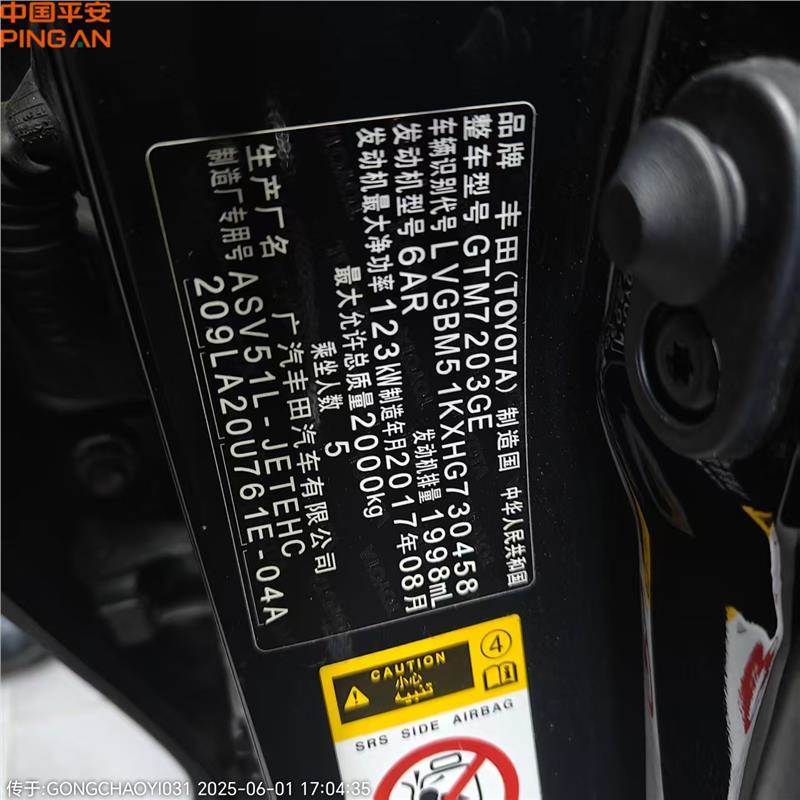 中国平安
PING AN
品牌 丰田(TOYOTA) 制造国 中华人民共和国
整车型号 GTM7203GE
车辆识别代号 LVGBM51KXHG730458
发动机型号 6AR 发动机排量 1998mL
发动机最大净功率 123kW 制造年月 2017年08月
最大允许总质量 2000kg
乘坐人数 5
生产厂名 广汽丰田汽车有限公司
制造厂专用号 ASV51L-JETEHC
209LA20U761E-04A
CAUTION
小心
تنبيه
4
SRS SIDE AIRBAG
传于:GONGCHAOYI031 2025-06-01 17:04:35